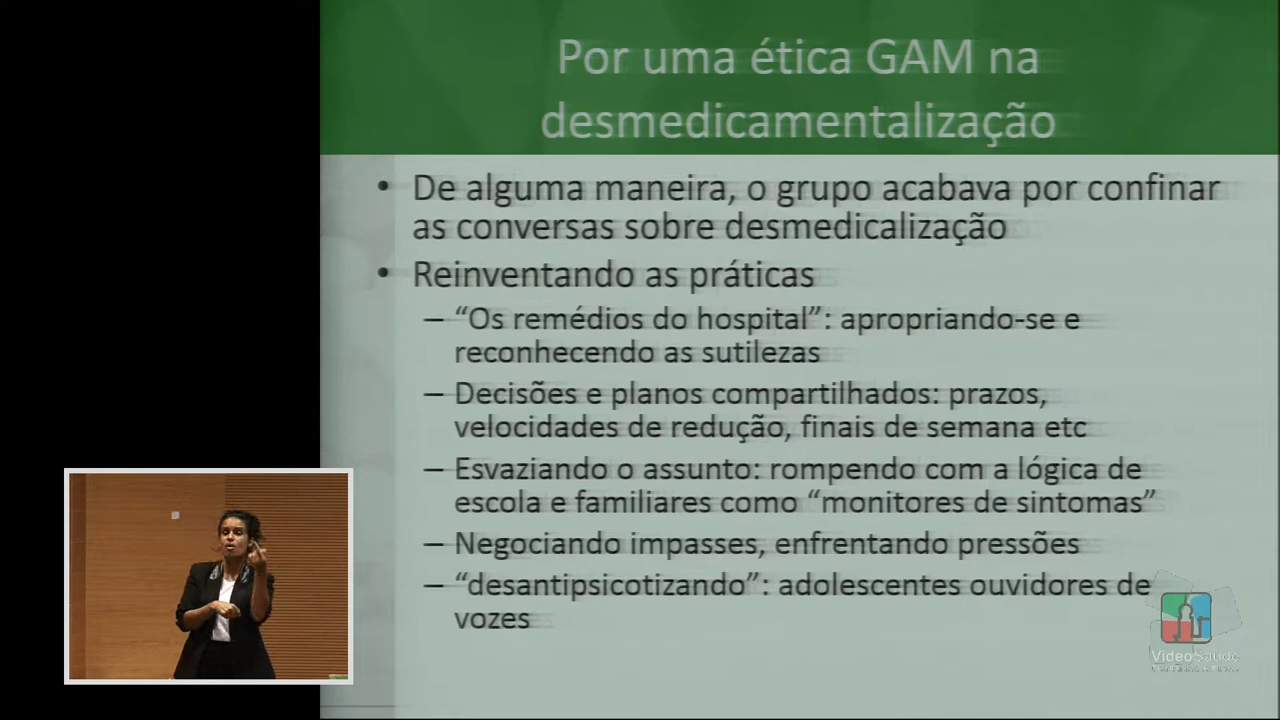 Por uma ética GAM na
desmedicamentalização
• De alguma maneira, o grupo acabava por confinar
as conversas sobre desmedicalização
• Reinventando as práticas
– “Os remédios do hospital”: apropriando-se e
reconhecendo as sutilezas
– Decisões e planos compartilhados: prazos,
velocidades de redução, finais de semana etc
– Esvaziando o assunto: rompendo com a lógica de
escola e familiares como “monitores de sintomas”
– Negociando impasses, enfrentando pressões
– “desantipsicotizando”: adolescentes ouvidores de
vozes
VideoSaúde